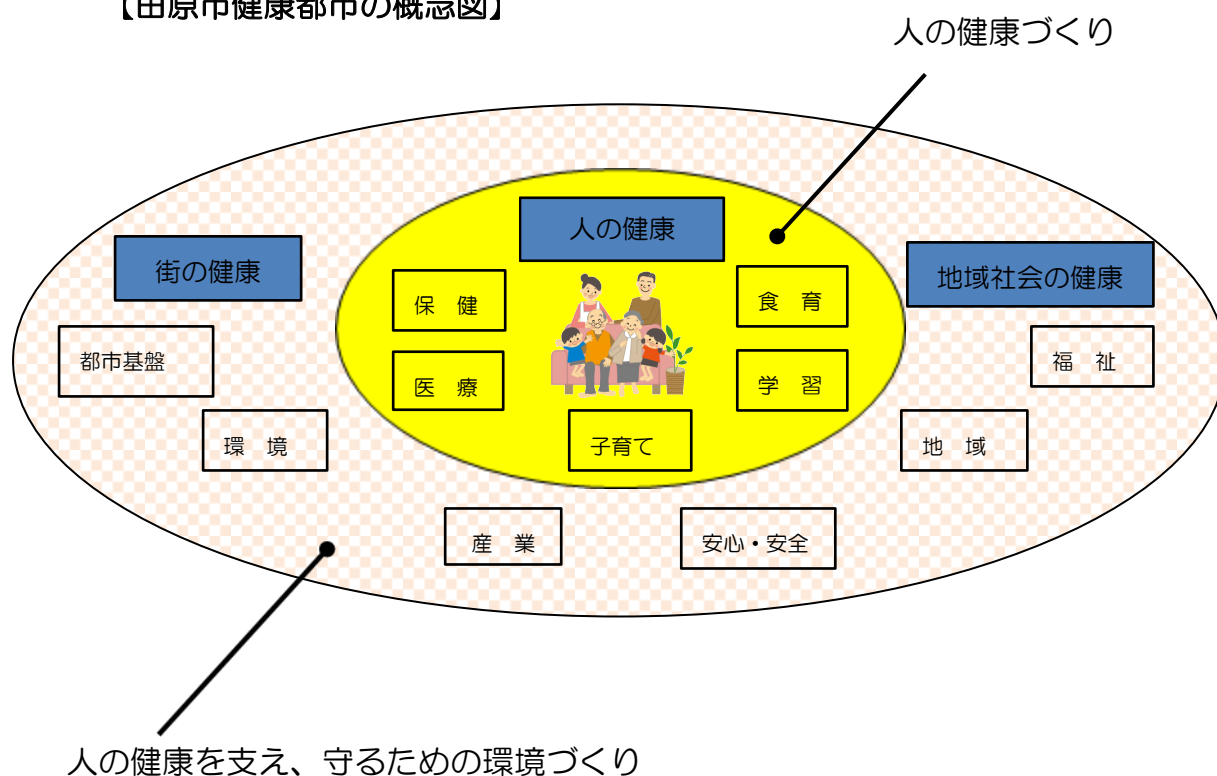 【田原市健康都市の概念図】
人の健康づくり
人の健康
街の健康
地域社会の健康
保　健
食　育
都市基盤
福　祉
医　療
学　習
環　境
子育て
地　域
産　業
安心・安全
人の健康を支え、守るための環境づくり